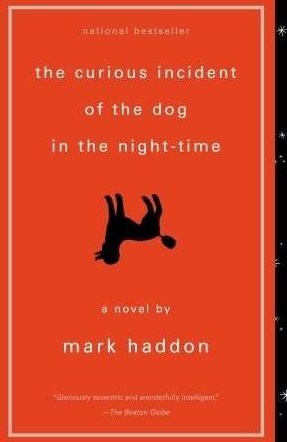 national bestseller
the curious incident
of the dog
in the night-time
a novel by
mark haddon
"Gloriously eccentric and wonderfully intelligent."
—The Boston Globe